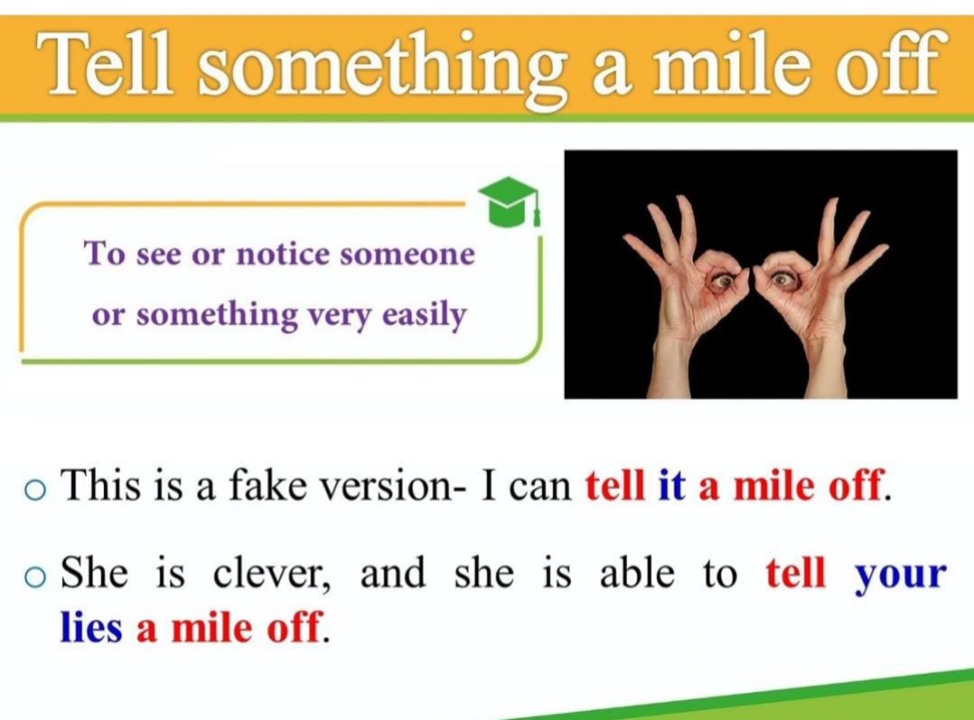 Tell something a mile off
To see or notice someone
or something very easily
This is a fake version- I can tell it a mile off.
She is clever, and she is able to tell your
lies a mile off.